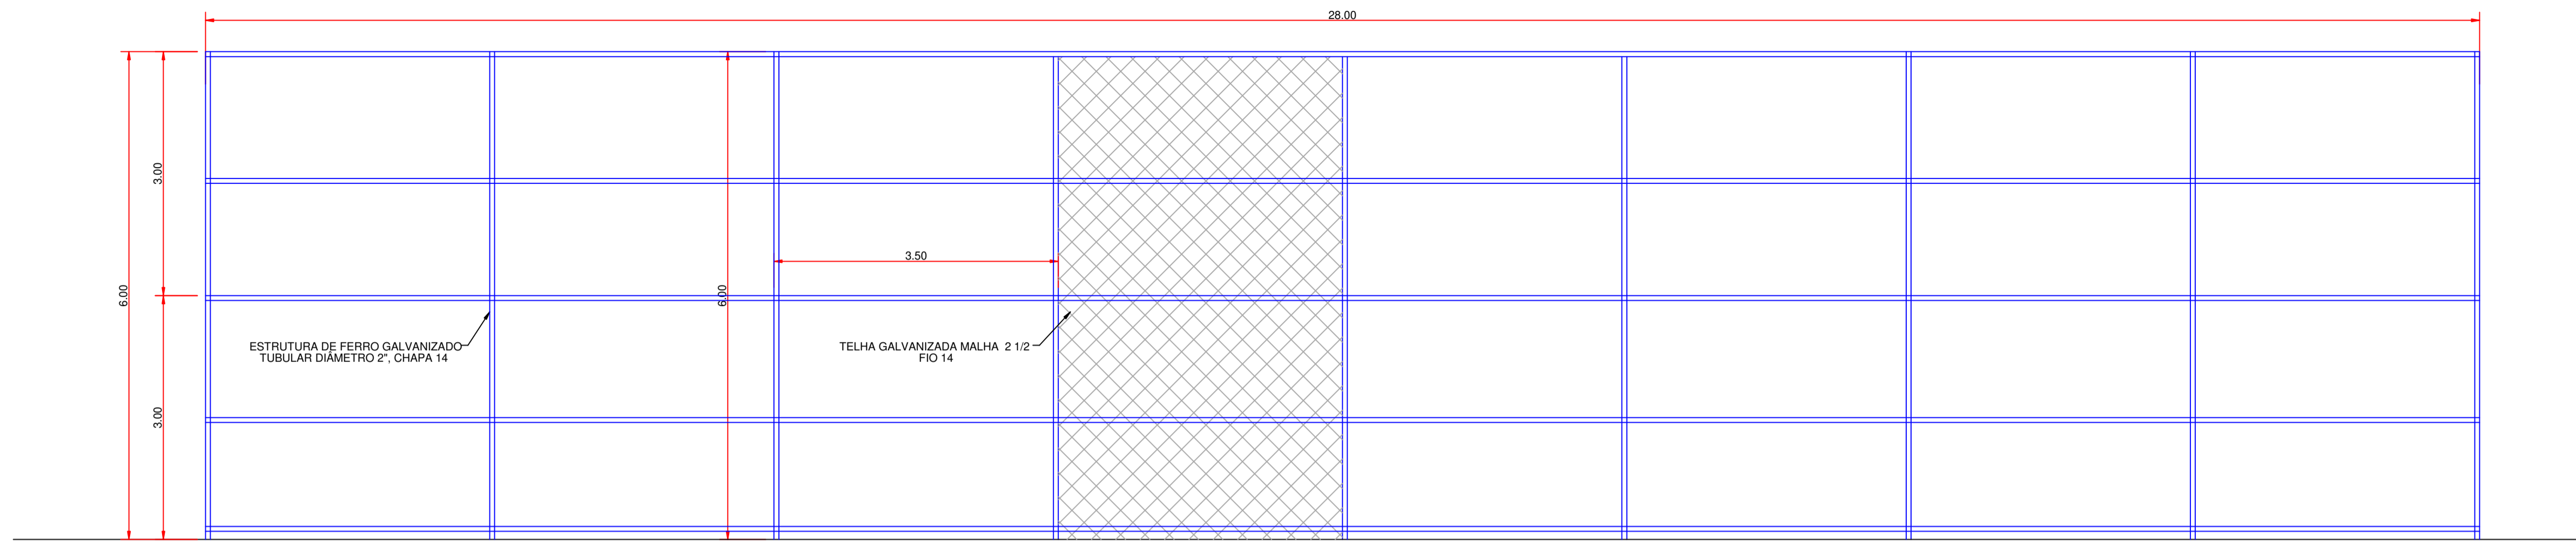 28.00
3.00
3.50
6.00
6.00
ESTRUTURA DE FERRO GALVANIZADO
TUBULAR DIÂMETRO 2", CHAPA 14
TELHA GALVANIZADA MALHA 2 1/2
FIO 14
3.00